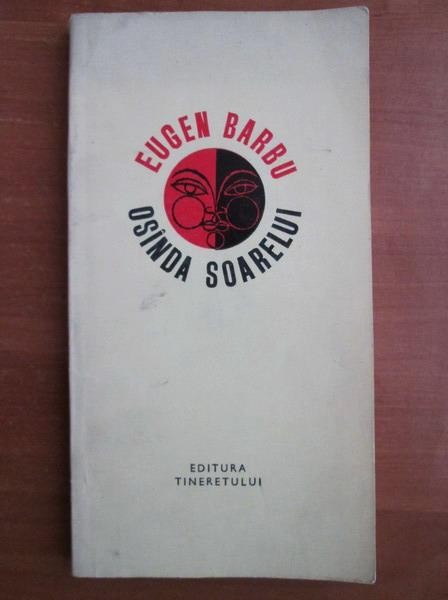 EUGEN BARBU
OSÎNDA SOARELUI
EDITURA
TINERETULUI